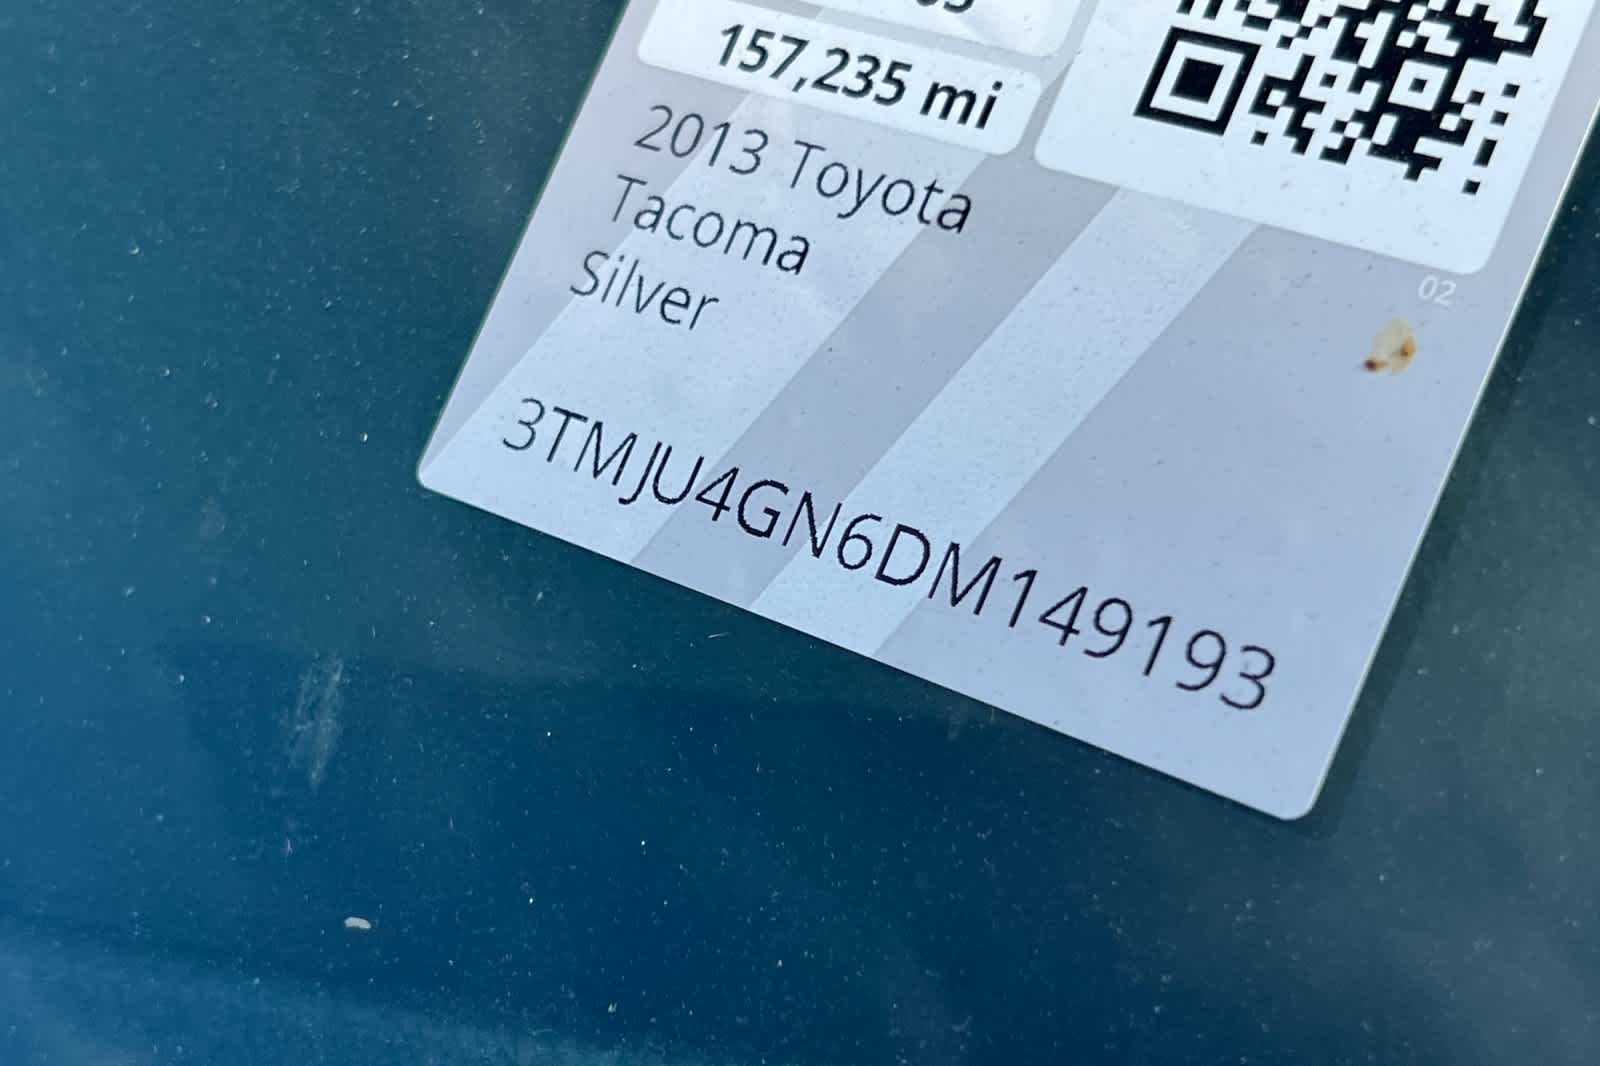 157,235 mi
2013 Toyota
Tacoma
Silver
02
3TMJU4GN6DM149193